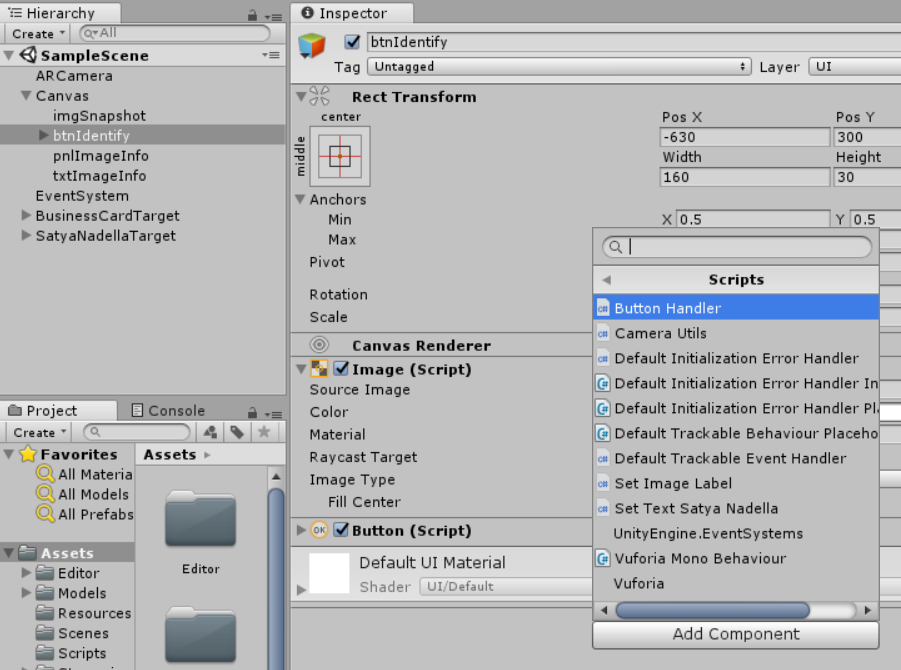 Hierarchy
Create
All
SampleScene
ARCamera
Canvas
imgSnapshot
btnIdentify
pnlImageInfo
txtImageInfo
EventSystem
BusinessCardTarget
SatyaNadellaTarget
Project
Console
Create
Favorites
All Materia
All Models
All Prefabs
Assets
Editor
Models
Resources
Scenes
Scripts
Assets
Editor
Inspector
btnIdentify
Tag Untagged Layer UI
Rect Transform
center
middle
Pos X Pos Y
-630 300
Width Height
160 30
Anchors
Min X 0.5 Y 0.5
Max
Pivot
Rotation
Scale
Canvas Renderer
Image (Script)
Source Image
Color
Material
Raycast Target
Image Type
Fill Center
OK Button (Script)
Default UI Material
Shader UI/Default
Scripts
c# Button Handler
c# Camera Utils
c# Default Initialization Error Handler
C# Default Initialization Error Handler In
C# Default Initialization Error Handler Pla
C# Default Trackable Behaviour Placeho
c# Default Trackable Event Handler
c# Set Image Label
c# Set Text Satya Nadella
UnityEngine.EventSystems
C# Vuforia Mono Behaviour
Vuforia
Add Component